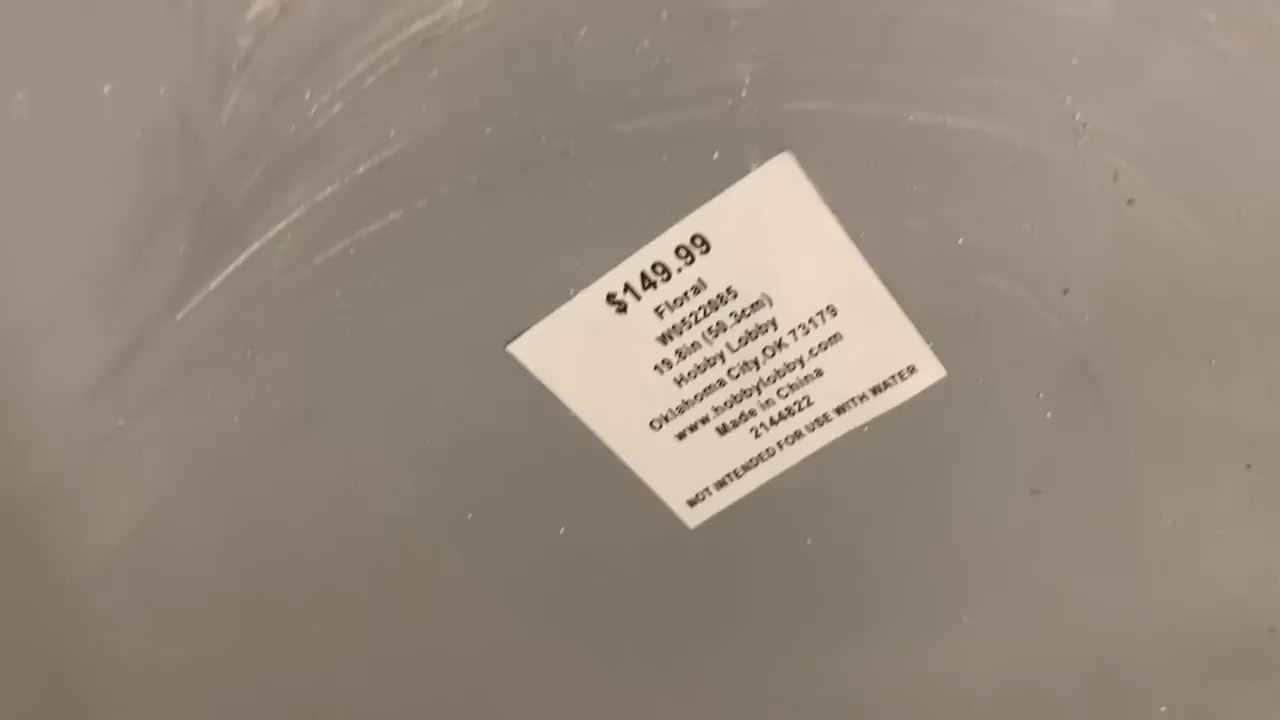 $149.99
Floral
W0522085
19.8in (50.3cm)
Hobby Lobby
Oklahoma City,OK 73179
www.hobbylobby.com
Made in China
2144822
NOT INTENDED FOR USE WITH WATER